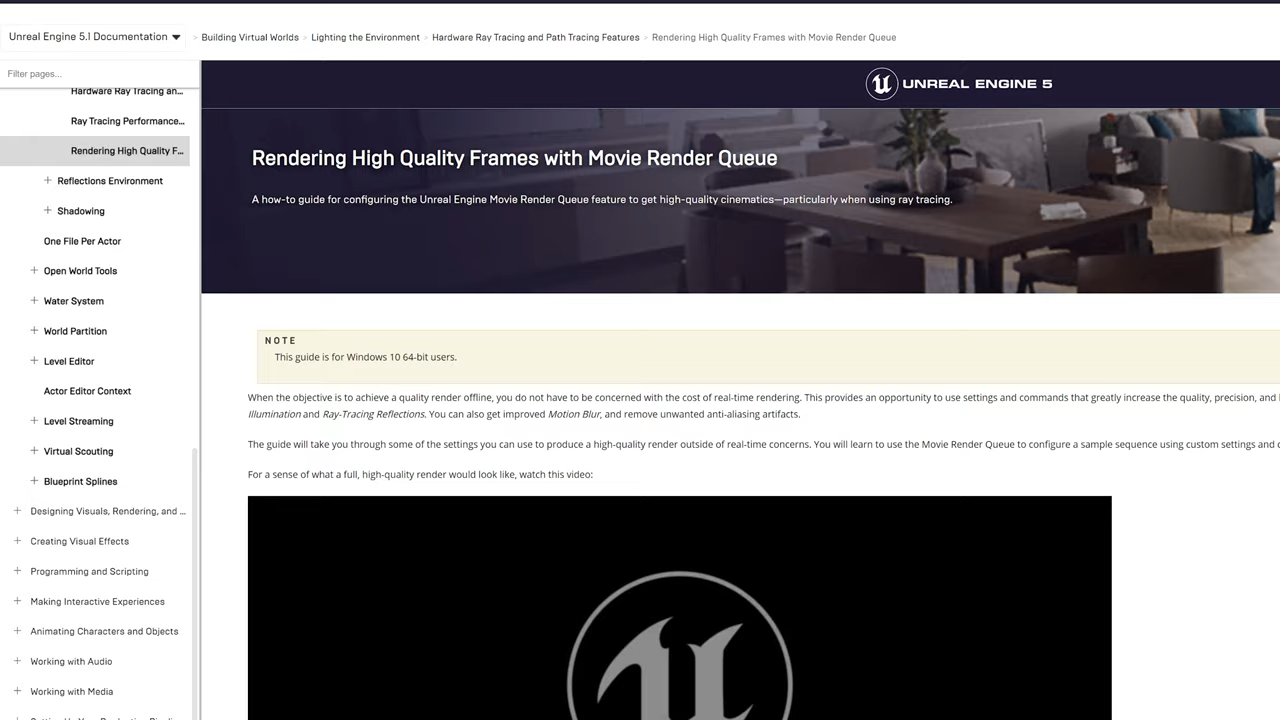 Unreal Engine 5.1 Documentation
> Building Virtual Worlds > Lighting the Environment > Hardware Ray Tracing and Path Tracing Features > Rendering High Quality Frames with Movie Render Queue
Filter pages...
Hardware Ray Tracing an...
Ray Tracing Performance...
Rendering High Quality F...
+ Reflections Environment
+ Shadowing
One File Per Actor
+ Open World Tools
+ Water System
+ World Partition
+ Level Editor
Actor Editor Context
+ Level Streaming
+ Virtual Scouting
+ Blueprint Splines
+ Designing Visuals, Rendering, and ...
+ Creating Visual Effects
+ Programming and Scripting
+ Making Interactive Experiences
+ Animating Characters and Objects
+ Working with Audio
+ Working with Media
UNREAL ENGINE 5
Rendering High Quality Frames with Movie Render Queue
A how-to guide for configuring the Unreal Engine Movie Render Queue feature to get high-quality cinematics—particularly when using ray tracing.
NOTE
This guide is for Windows 10 64-bit users.
When the objective is to achieve a quality render offline, you do not have to be concerned with the cost of real-time rendering. This provides an opportunity to use settings and commands that greatly increase the quality, precision, and
Illumination and Ray-Tracing Reflections. You can also get improved Motion Blur, and remove unwanted anti-aliasing artifacts.
The guide will take you through some of the settings you can use to produce a high-quality render outside of real-time concerns. You will learn to use the Movie Render Queue to configure a sample sequence using custom settings and
For a sense of what a full, high-quality render would look like, watch this video: